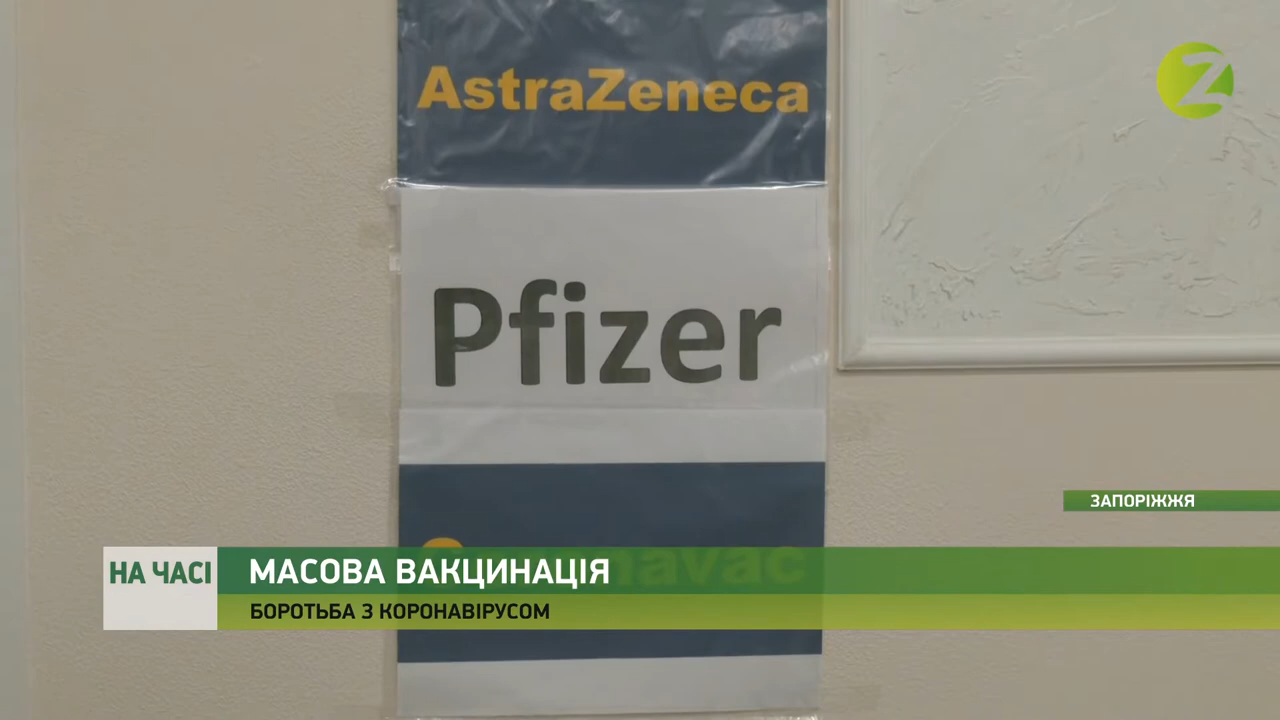 AstraZeneca
Z
Pfizer
ЗАПОРІЖЖЯ
НА ЧАСІ
МАСОВА ВАКЦИНАЦІЯ
БОРОТЬБА З КОРОНАВІРУСОМ